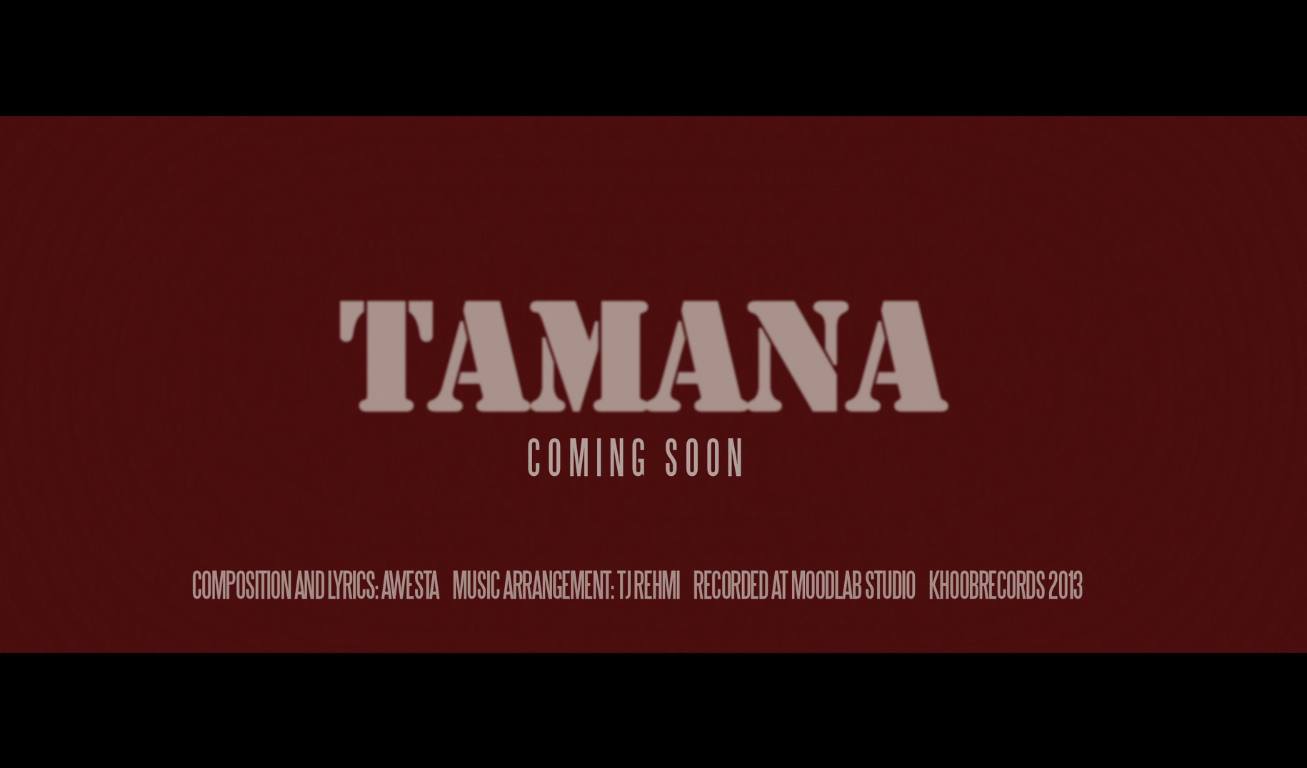 TAMANA
COMING SOON
COMPOSITION AND LYRICS: AWESTA MUSIC ARRANGEMENT: TJ REHMI RECORDED AT MOODLAB STUDIO KHOOBRECORDS 2013